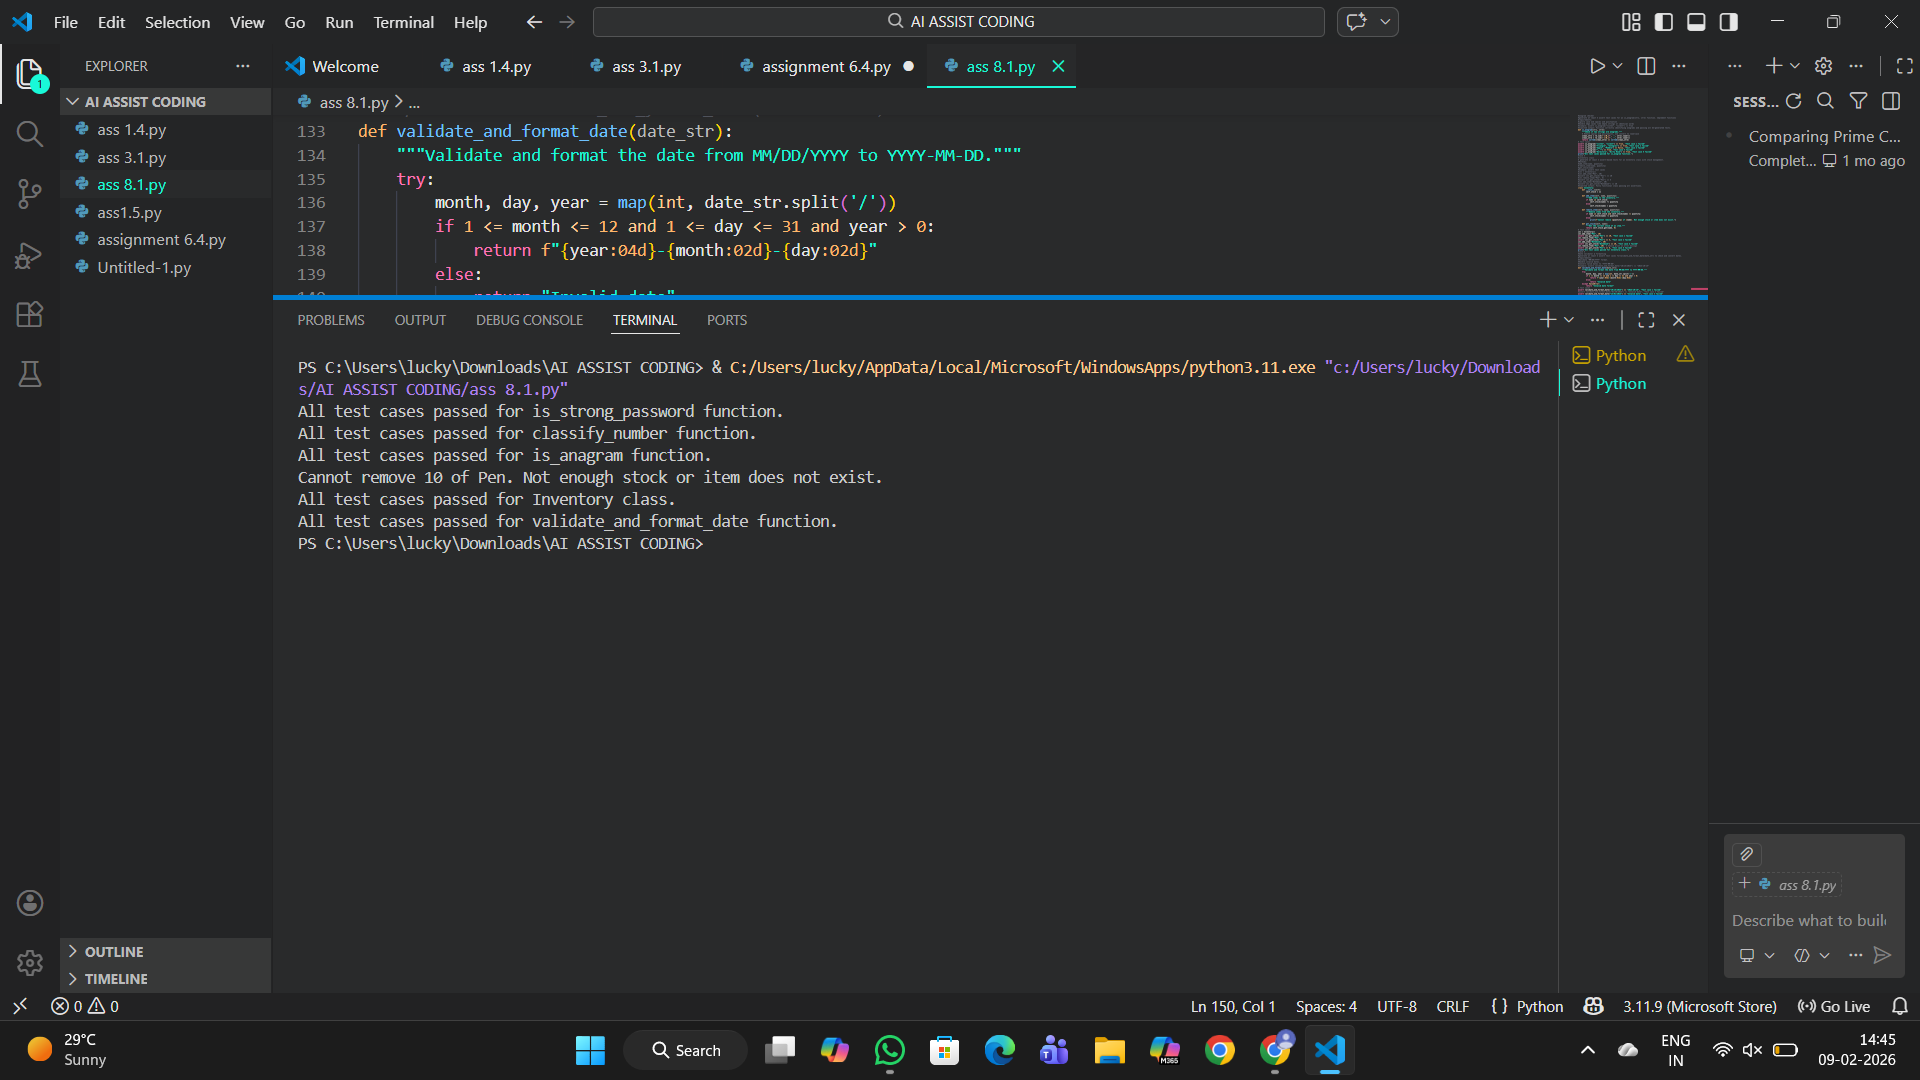 File Edit Selection View Go Run Terminal Help
AI ASSIST CODING
EXPLORER
1
AI ASSIST CODING
ass 1.4.py
ass 3.1.py
ass 8.1.py
ass1.5.py
assignment 6.4.py
Untitled-1.py
OUTLINE
TIMELINE
Welcome ass 1.4.py ass 3.1.py assignment 6.4.py ass 8.1.py
ass 8.1.py > ...
133 def validate_and_format_date(date_str):
134 """Validate and format the date from MM/DD/YYYY to YYYY-MM-DD."""
135 try:
136 month, day, year = map(int, date_str.split('/'))
137 if 1 <= month <= 12 and 1 <= day <= 31 and year > 0:
138 return f"{year:04d}-{month:02d}-{day:02d}"
139 else:
PROBLEMS OUTPUT DEBUG CONSOLE TERMINAL PORTS
PS C:\Users\lucky\Downloads\AI ASSIST CODING> & C:/Users/lucky/AppData/Local/Microsoft/WindowsApps/python3.11.exe "c:/Users/lucky/Download
s/AI ASSIST CODING/ass 8.1.py"
All test cases passed for is_strong_password function.
All test cases passed for classify_number function.
All test cases passed for is_anagram function.
Cannot remove 10 of Pen. Not enough stock or item does not exist.
All test cases passed for Inventory class.
All test cases passed for validate_and_format_date function.
PS C:\Users\lucky\Downloads\AI ASSIST CODING>
Python
Python
SESS...
Comparing Prime C...
Complet... 1 mo ago
ass 8.1.py
Describe what to buil
0 0
Ln 150, Col 1 Spaces: 4 UTF-8 CRLF { } Python 3.11.9 (Microsoft Store) Go Live
29°C
Sunny
Search
M365
ENG
IN
14:45
09-02-2026